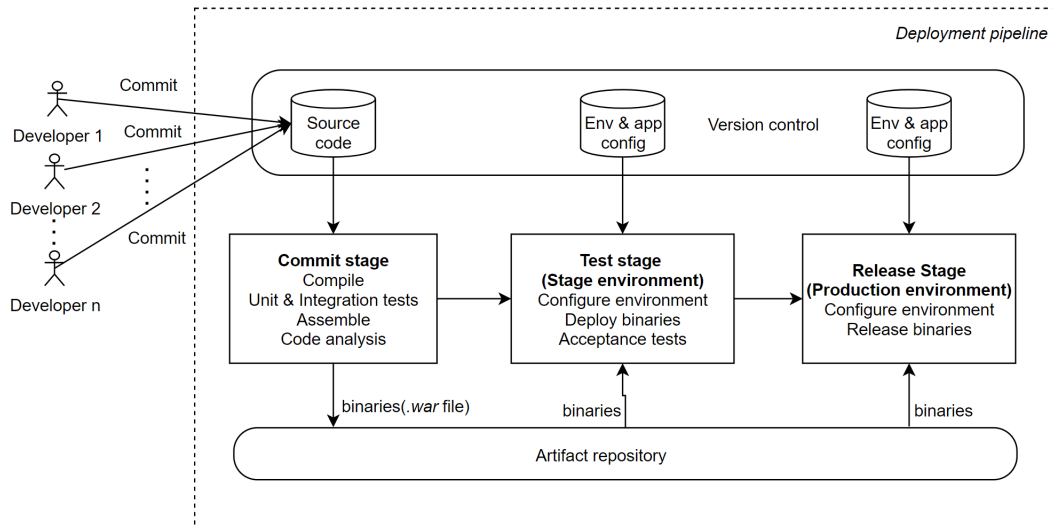 Deployment pipeline
Commit
Developer 1
Commit
Developer 2
Commit
Developer n
Source
code
Env & app
config
Version control
Env & app
config
Commit stage
Compile
Unit & Integration tests
Assemble
Code analysis
Test stage
(Stage environment)
Configure environment
Deploy binaries
Acceptance tests
Release Stage
(Production environment)
Configure environment
Release binaries
binaries(.war file)
binaries
binaries
Artifact repository